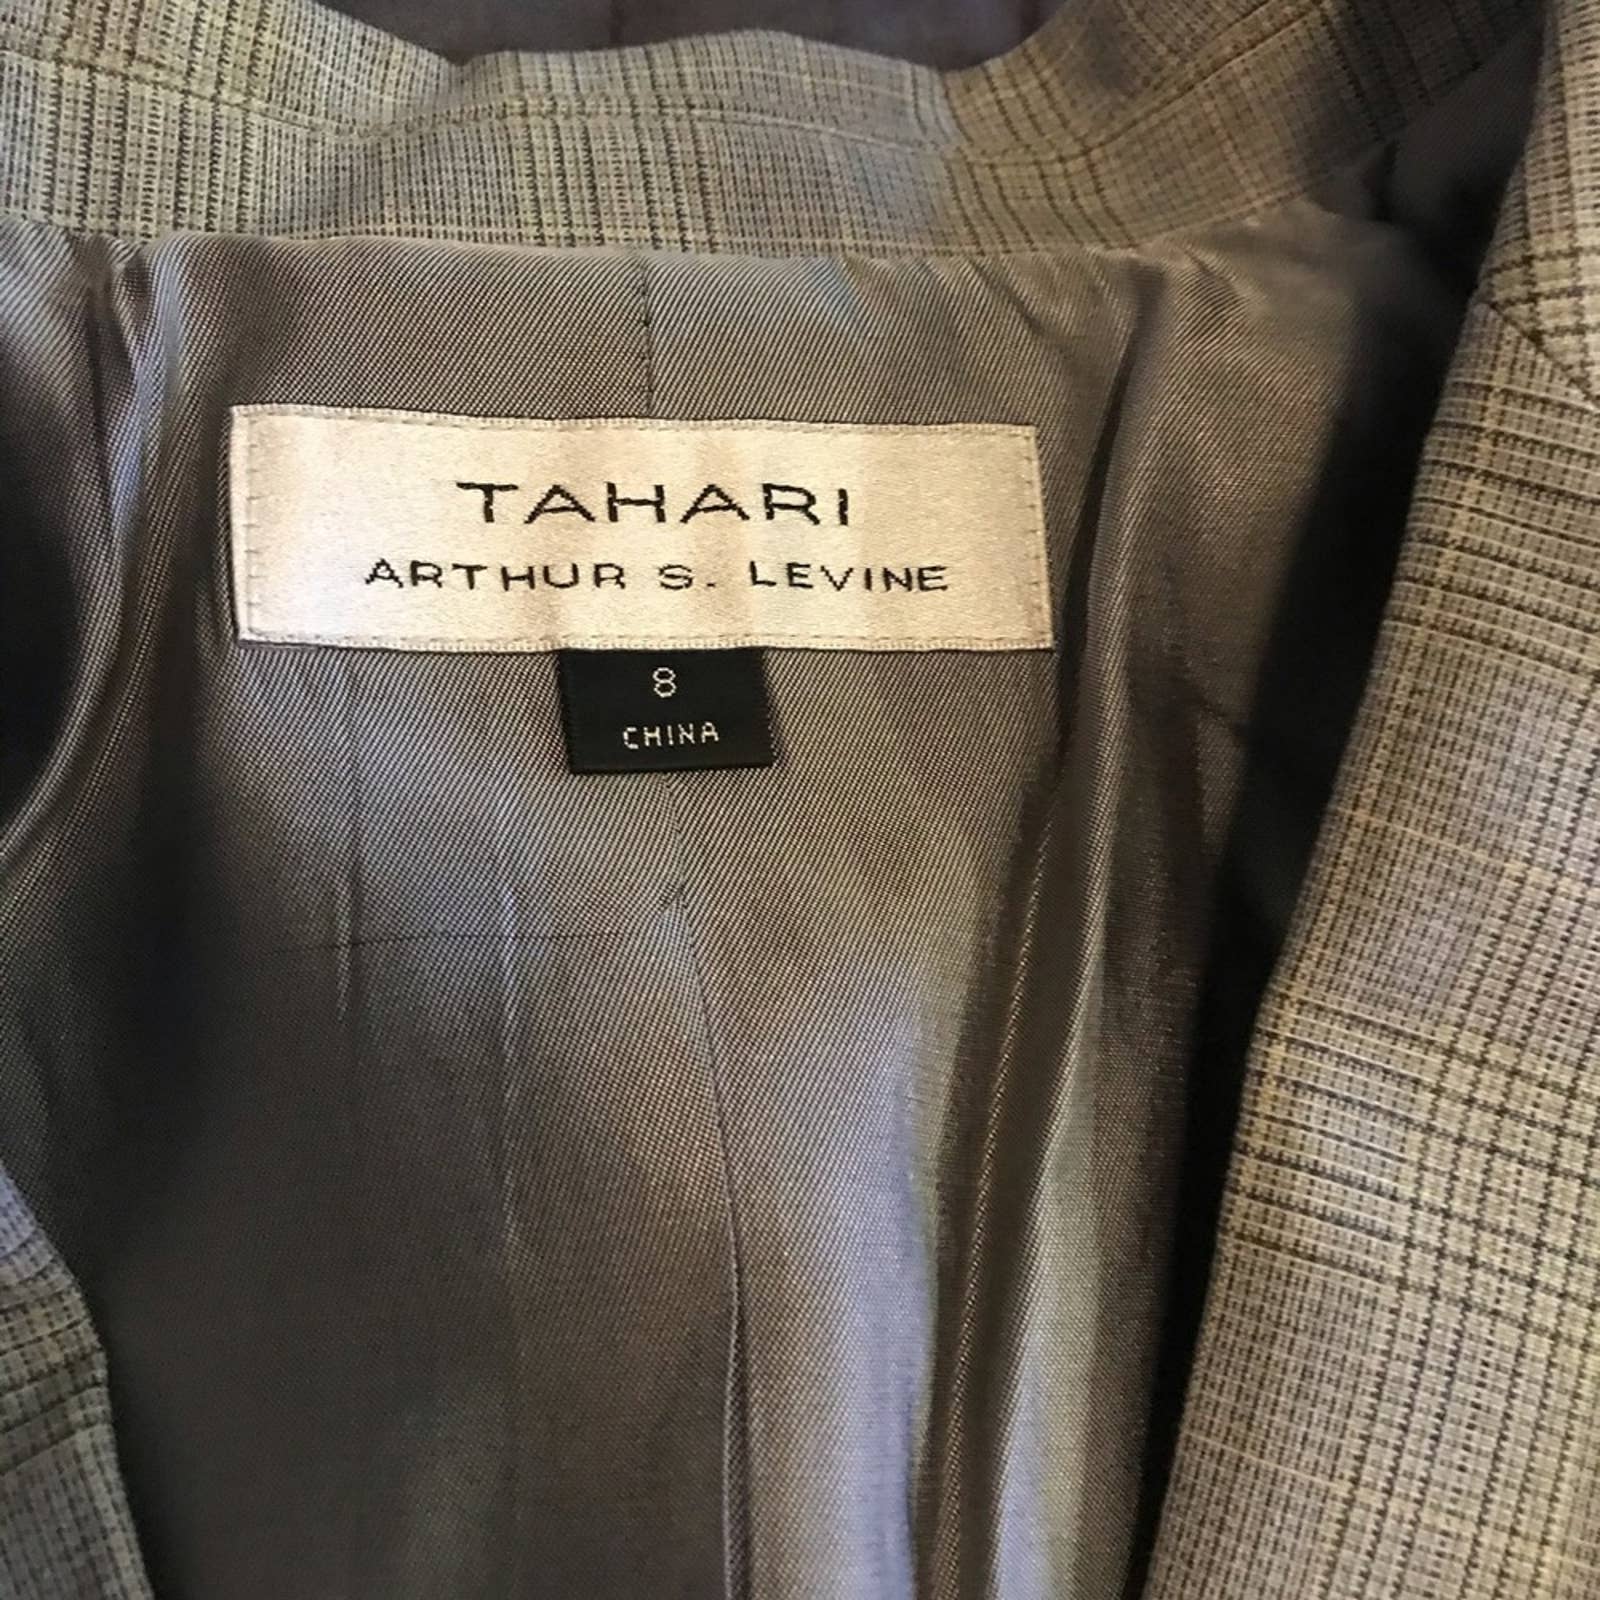 TAHARI
ARTHUR S. LEVINE
8
CHINA